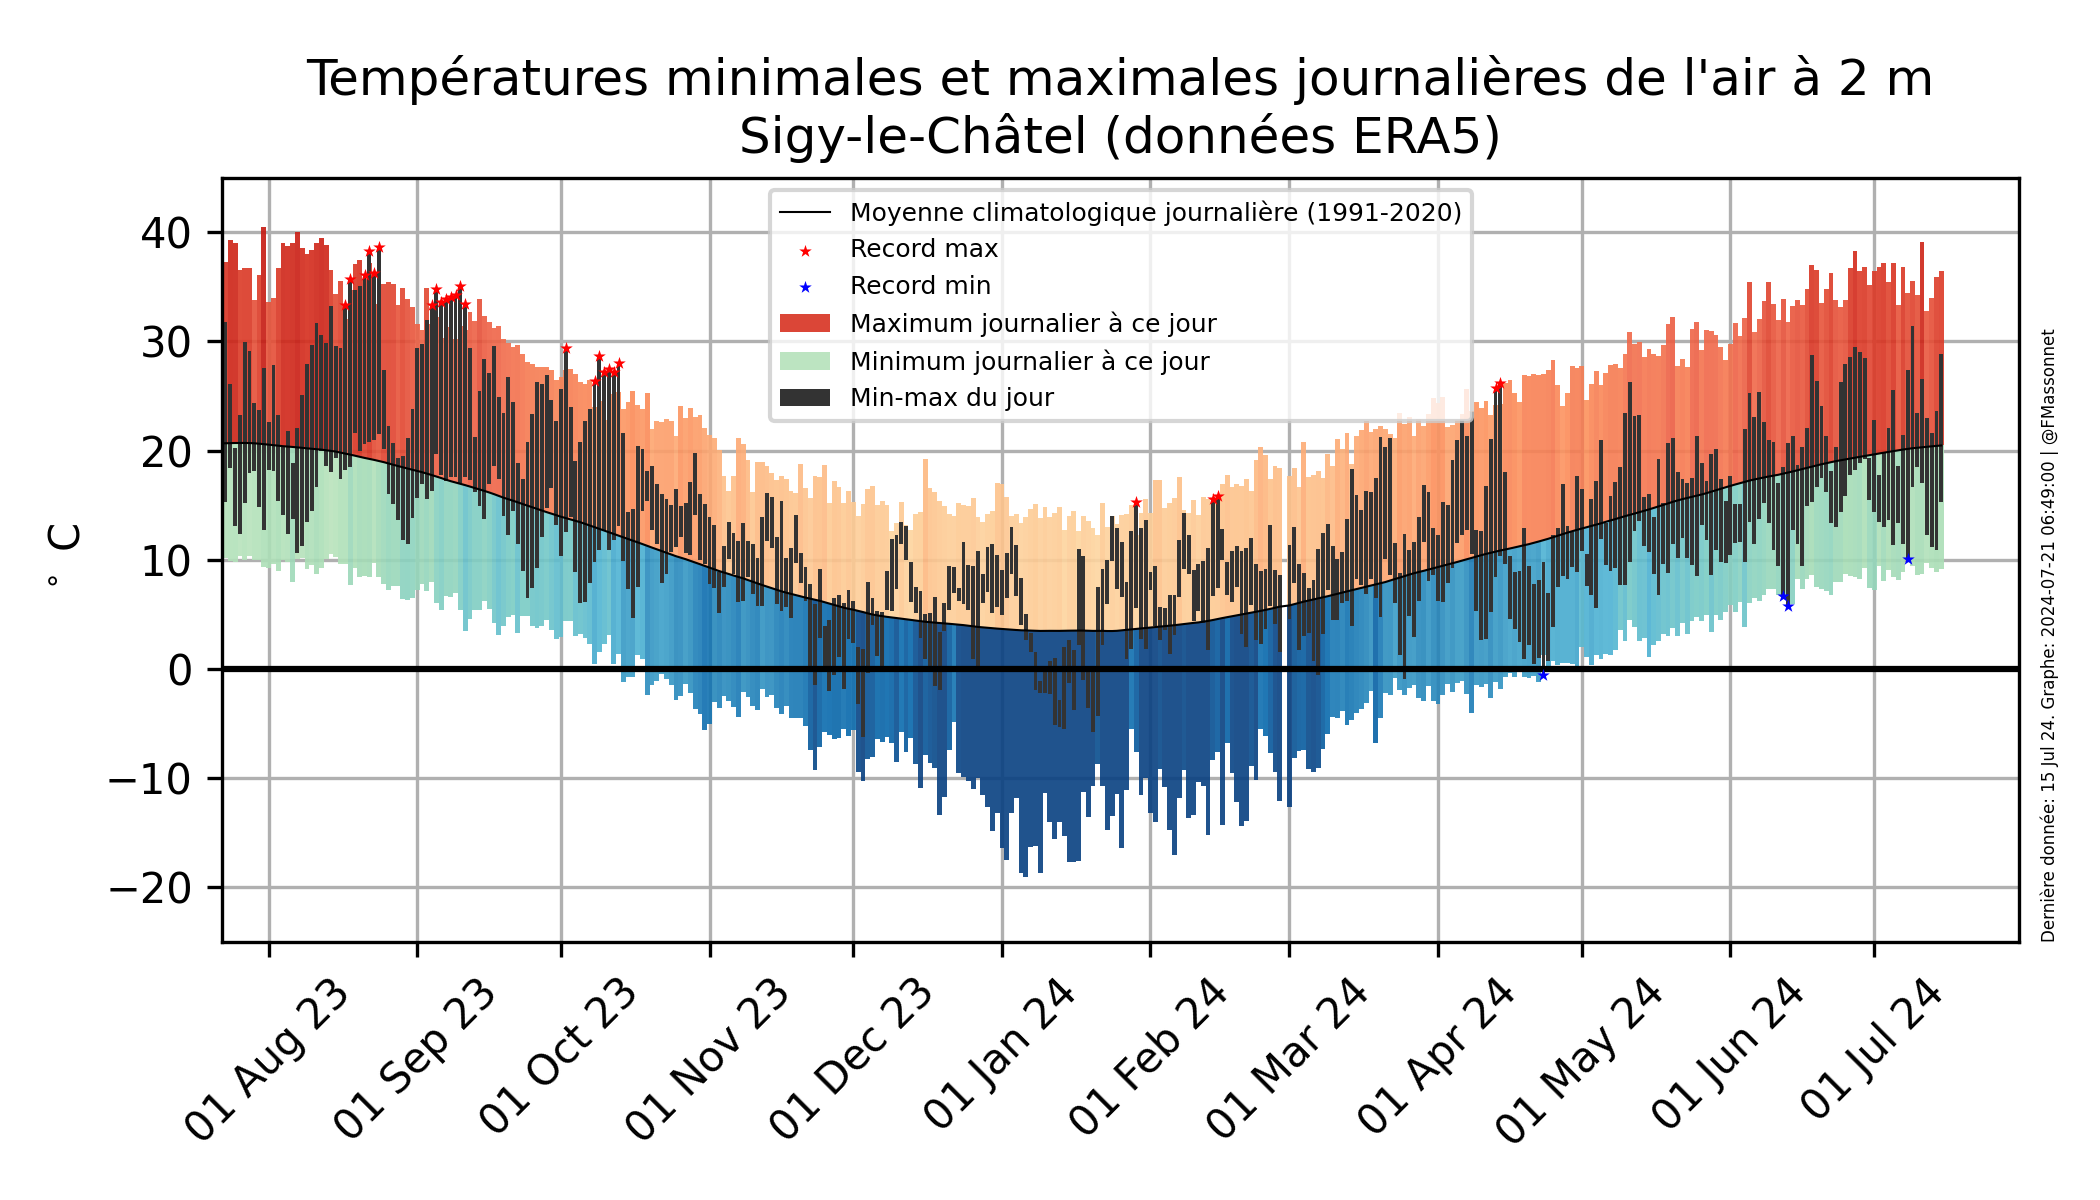 Températures minimales et maximales journalières de l'air à 2 m
Sigy-le-Châtel (données ERA5)
Moyenne climatologique journalière (1991-2020)
Record max
Record min
Maximum journalier à ce jour
Minimum journalier à ce jour
Min-max du jour
° C
40
30
20
10
0
−10
−20
01 Aug 23
01 Sep 23
01 Oct 23
01 Nov 23
01 Dec 23
01 Jan 24
01 Feb 24
01 Mar 24
01 Apr 24
01 May 24
01 Jun 24
01 Jul 24
Dernière donnée: 15 Jul 24. Graphe: 2024-07-21 06:49:00 | @FMassonnet